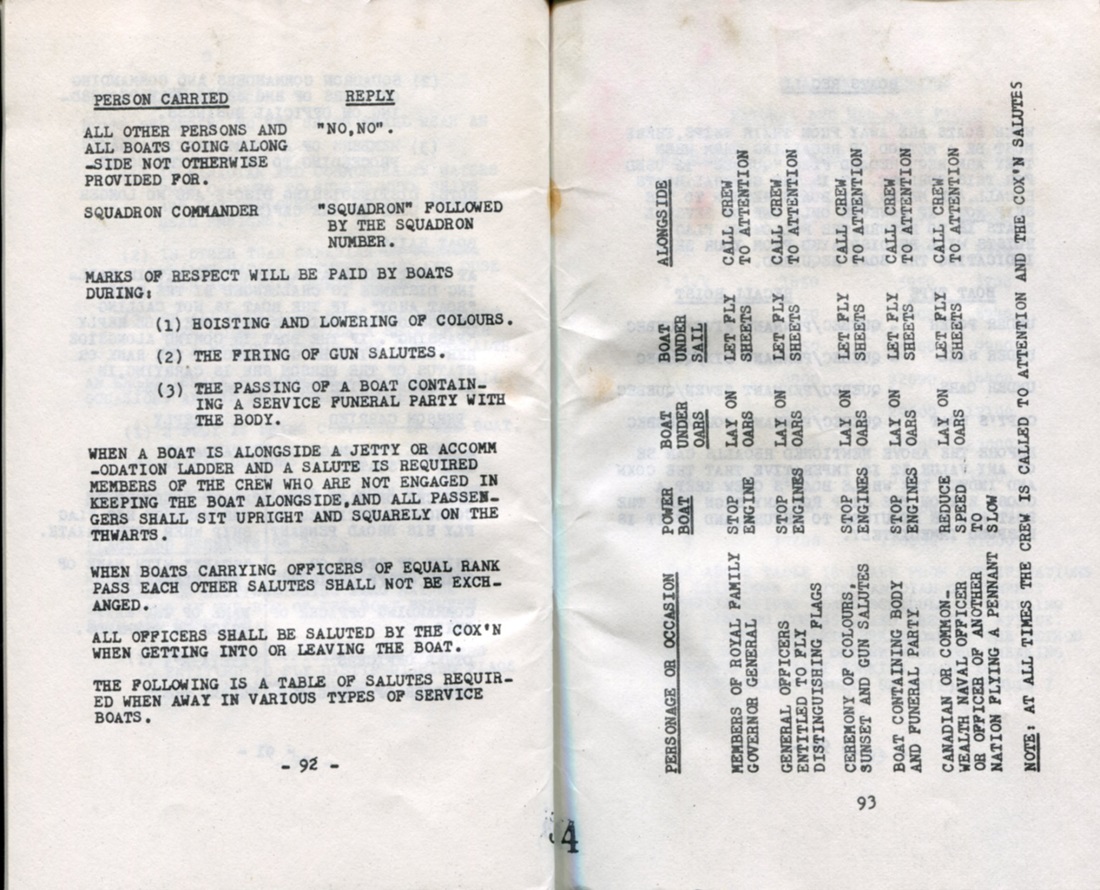 PERSON CARRIED REPLY
ALL OTHER PERSONS AND "NO,NO".
ALL BOATS GOING ALONG
-SIDE NOT OTHERWISE
PROVIDED FOR.
SQUADRON COMMANDER "SQUADRON" FOLLOWED
BY THE SQUADRON
NUMBER.
MARKS OF RESPECT WILL BE PAID BY BOATS
DURING:
(1) HOISTING AND LOWERING OF COLOURS.
(2) THE FIRING OF GUN SALUTES.
(3) THE PASSING OF A BOAT CONTAIN-
ING A SERVICE FUNERAL PARTY WITH
THE BODY.
WHEN A BOAT IS ALONGSIDE A JETTY OR ACCOMM
-ODATION LADDER AND A SALUTE IS REQUIRED
MEMBERS OF THE CREW WHO ARE NOT ENGAGED IN
KEEPING THE BOAT ALONGSIDE,AND ALL PASSEN-
GERS SHALL SIT UPRIGHT AND SQUARELY ON THE
THWARTS.
WHEN BOATS CARRYING OFFICERS OF EQUAL RANK
PASS EACH OTHER SALUTES SHALL NOT BE EXCH-
ANGED.
ALL OFFICERS SHALL BE SALUTED BY THE COX'N
WHEN GETTING INTO OR LEAVING THE BOAT.
THE FOLLOWING IS A TABLE OF SALUTES REQUIR-
ED WHEN AWAY IN VARIOUS TYPES OF SERVICE
BOATS.
- 92 -
PERSONAGE OR OCCASION POWER BOAT BOAT UNDER OARS BOAT UNDER SAIL ALONGSIDE
MEMBERS OF ROYAL FAMILY STOP LAY ON LET FLY CALL CREW
GOVERNOR GENERAL ENGINE OARS SHEETS TO ATTENTION
GENERAL OFFICERS STOP LAY ON LET FLY CALL CREW
ENTITLED TO FLY ENGINES OARS SHEETS TO ATTENTION
DISTINGUISHING FLAGS
CEREMONY OF COLOURS, STOP LAY ON LET FLY CALL CREW
SUNSET AND GUN SALUTES ENGINES OARS SHEETS TO ATTENTION
BOAT CONTAINING BODY STOP LAY ON LET FLY CALL CREW
AND FUNERAL PARTY ENGINES OARS SHEETS TO ATTENTION
CANADIAN OR COMMON- REDUCE LAY ON LET FLY CALL CREW
WEALTH NAVAL OFFICER SPEED OARS SHEETS TO ATTENTION
OR OFFICER OF ANOTHER TO
NATION FLYING A PENNANT SLOW
NOTE: AT ALL TIMES THE CREW IS CALLED TO ATTENTION AND THE COX'N SALUTES
93
4